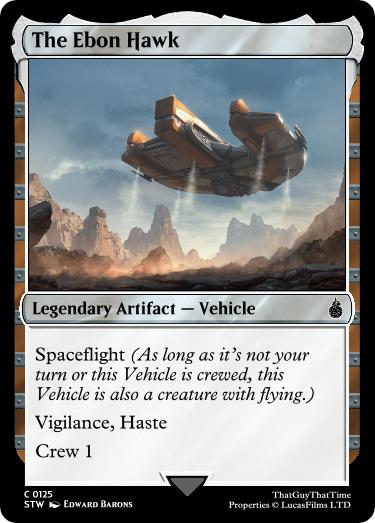 The Ebon Hawk
Legendary Artifact — Vehicle
Spaceflight (As long as it's not your
turn or this Vehicle is crewed, this
Vehicle is also a creature with flying.)
Vigilance, Haste
Crew 1
C 0125
STW Edward Barons
ThatGuyThatTime
Properties © LucasFilms LTD